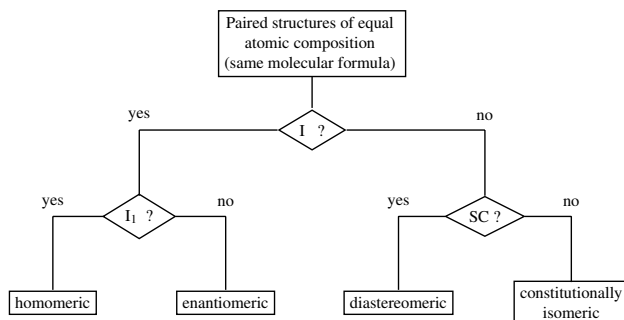 Paired structures of equal
atomic composition
(same molecular formula)
yes
no
I ?
yes
no
yes
no
I₁ ?
SC ?
homomeric
enantiomeric
diastereomeric
constitutionally
isomeric